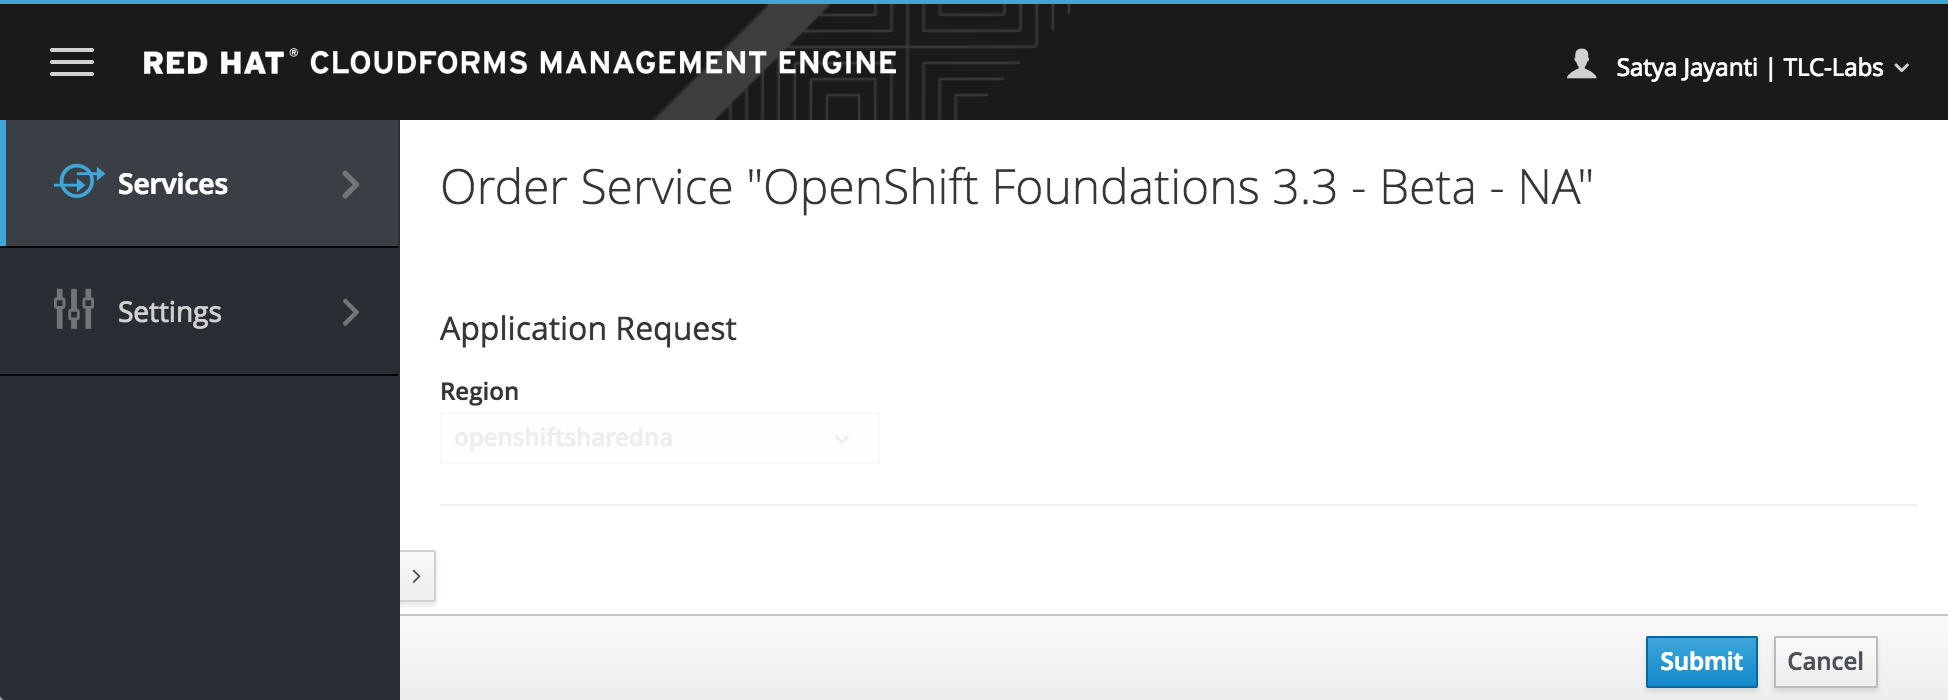 RED HAT® CLOUDFORMS MANAGEMENT ENGINE
Satya Jayanti | TLC-Labs
Services
Settings
Order Service "OpenShift Foundations 3.3 - Beta - NA"
Application Request
Region
openshiftsharedna
Submit
Cancel